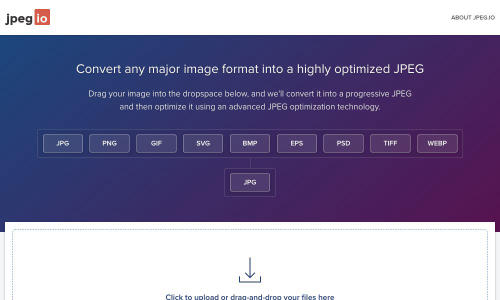 jpeg io
ABOUT JPEG.IO
Convert any major image format into a highly optimized JPEG
Drag your image into the dropspace below, and we'll convert it into a progressive JPEG
and then optimize it using an advanced JPEG optimization technology.
JPG PNG GIF SVG BMP EPS PSD TIFF WEBP
JPG
Click to upload or drag-and-drop your files here